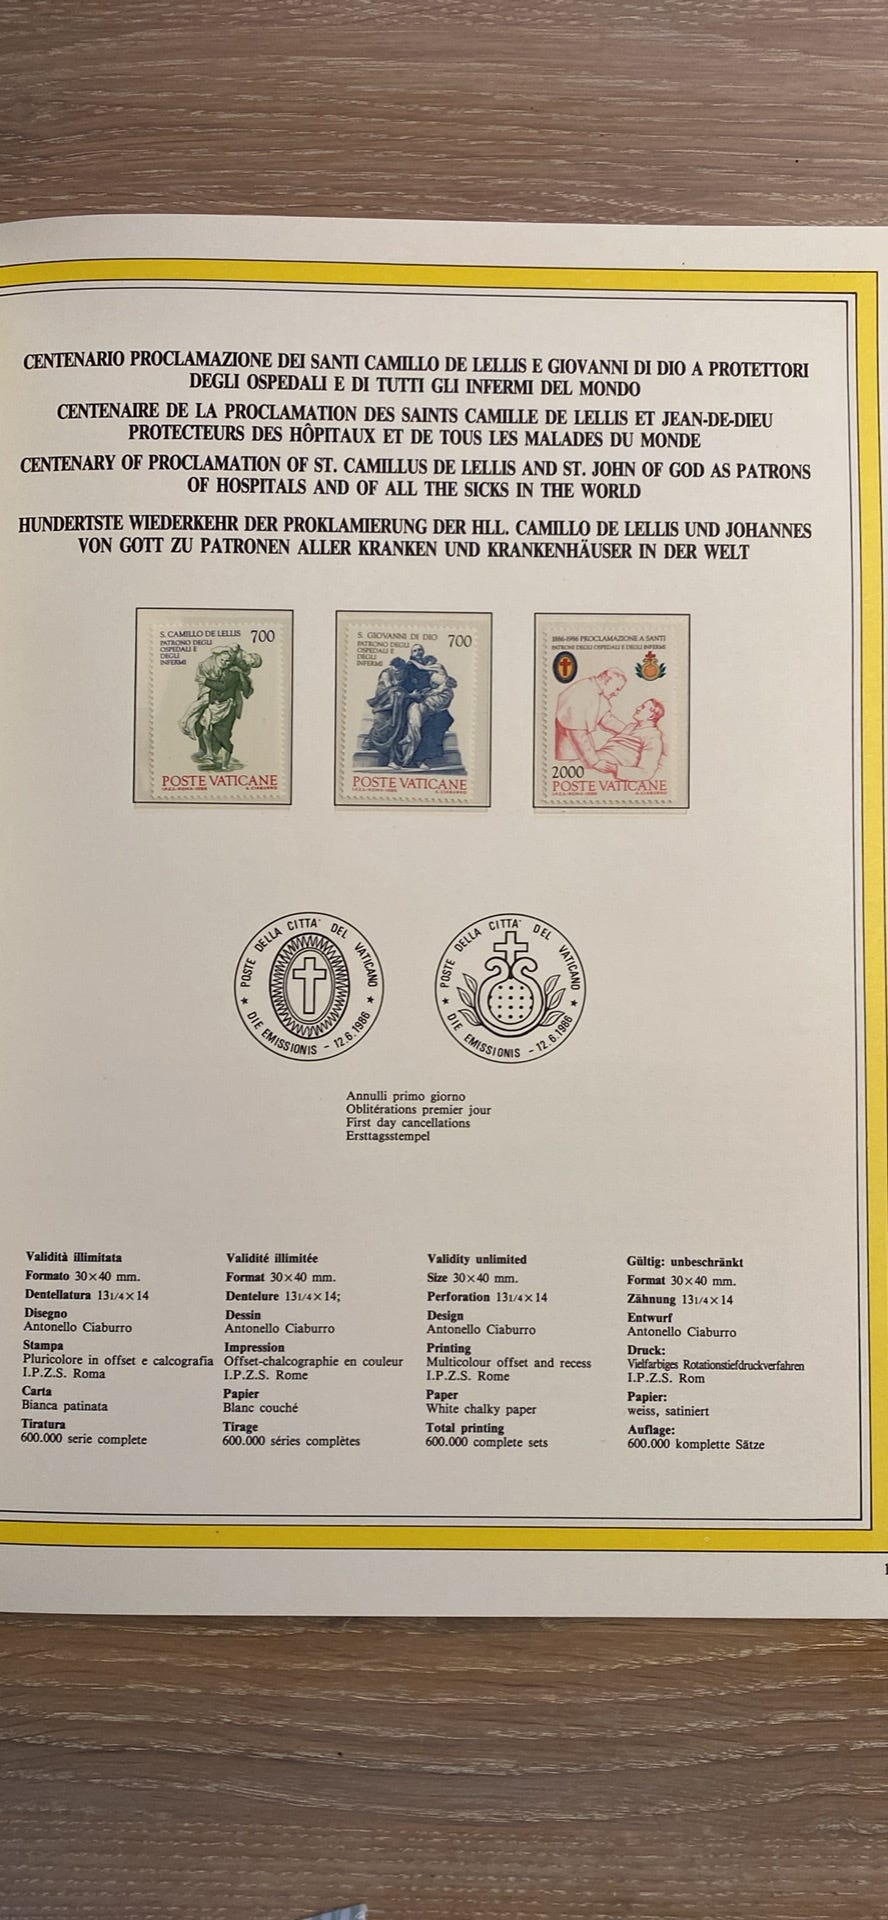 CENTENARIO PROCLAMAZIONE DEI SANTI CAMILLO DE LELLIS E GIOVANNI DI DIO A PROTETTORI
DEGLI OSPEDALI E DI TUTTI GLI INFERMI DEL MONDO
CENTENAIRE DE LA PROCLAMATION DES SAINTS CAMILLE DE LELLIS ET JEAN-DE-DIEU
PROTECTEURS DES HÔPITAUX ET DE TOUS LES MALADES DU MONDE
CENTENARY OF PROCLAMATION OF ST. CAMILLUS DE LELLIS AND ST. JOHN OF GOD AS PATRONS
OF HOSPITALS AND OF ALL THE SICKS IN THE WORLD
HUNDERTSTE WIEDERKEHR DER PROKLAMIERUNG DER HLL. CAMILLO DE LELLIS UND JOHANNES
VON GOTT ZU PATRONEN ALLER KRANKEN UND KRANKENHÄUSER IN DER WELT
S. CAMILLO DE LELLIS 700
PATRONO DEGLI
OSPEDALI E
DEGLI
INFERMI
POSTE VATICANE
I.P.Z.S.-ROMA-1986 A. CIABURRO
S. GIOVANNI DI DIO 700
PATRONO DEGLI
OSPEDALI E
DEGLI
INFERMI
POSTE VATICANE
I.P.Z.S.-ROMA-1986 A. CIABURRO
1886-1986 PROCLAMAZIONE A SANTI
PATRONI DEGLI OSPEDALI E DEGLI INFERMI
2000
POSTE VATICANE
I.P.Z.S.-ROMA-1986 A. CIABURRO
POSTE DELLA CITTA' DEL VATICANO
★ DIE EMISSIONIS - 12.6.1986 ★
POSTE DELLA CITTA' DEL VATICANO
★ DIE EMISSIONIS - 12.6.1986 ★
Annulli primo giorno
Oblitérations premier jour
First day cancellations
Ersttagsstempel
Validità illimitata
Formato 30×40 mm.
Dentellatura 131/4×14
Disegno
Antonello Ciaburro
Stampa
Pluricolore in offset e calcografia
I.P.Z.S. Roma
Carta
Bianca patinata
Tiratura
600.000 serie complete
Validité illimitée
Format 30×40 mm.
Dentelure 131/4×14;
Dessin
Antonello Ciaburro
Impression
Offset-chalcographie en couleur
I.P.Z.S. Rome
Papier
Blanc couché
Tirage
600.000 séries complètes
Validity unlimited
Size 30×40 mm.
Perforation 131/4×14
Design
Antonello Ciaburro
Printing
Multicolour offset and recess
I.P.Z.S. Rome
Paper
White chalky paper
Total printing
600.000 complete sets
Gültig: unbeschränkt
Format 30×40 mm.
Zähnung 131/4×14
Entwurf
Antonello Ciaburro
Druck:
Vielfarbiges Rotationstiefdruckverfahren
I.P.Z.S. Rom
Papier:
weiss, satiniert
Auflage:
600.000 komplette Sätze